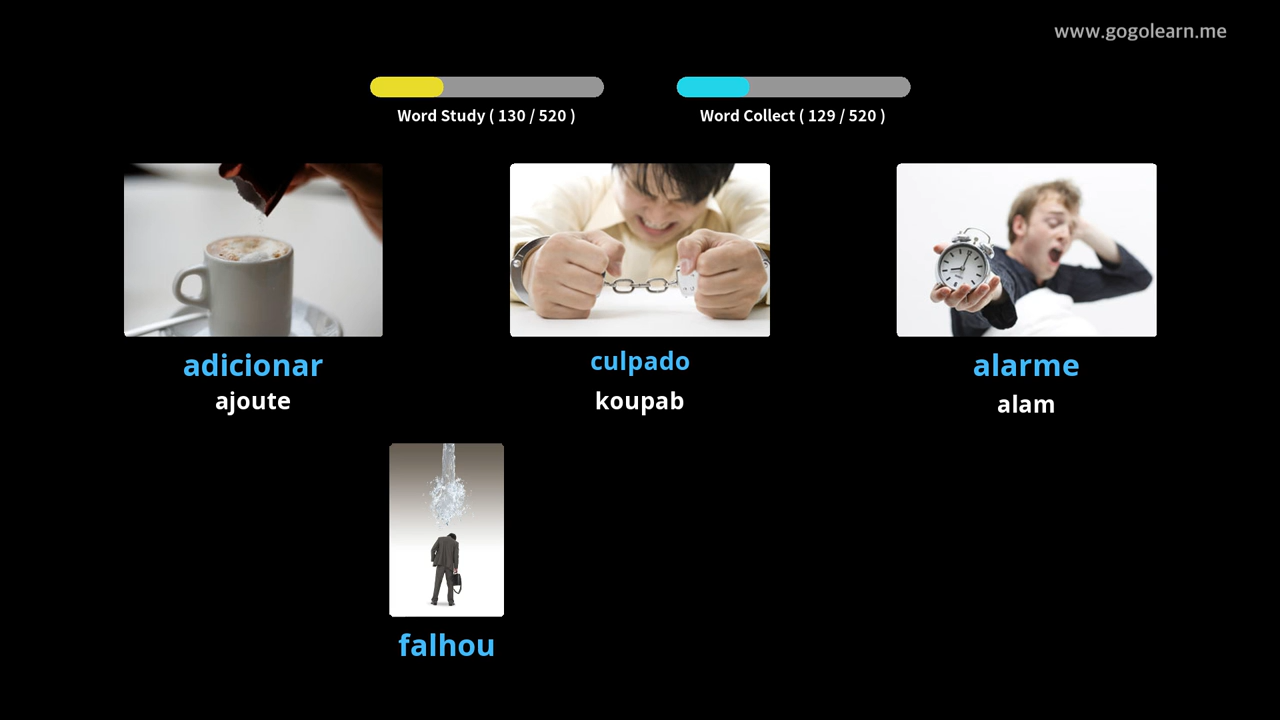 www.gogolearn.me
Word Study ( 130 / 520 )
Word Collect ( 129 / 520 )
adicionar
ajoute
culpado
koupab
alarme
alam
falhou